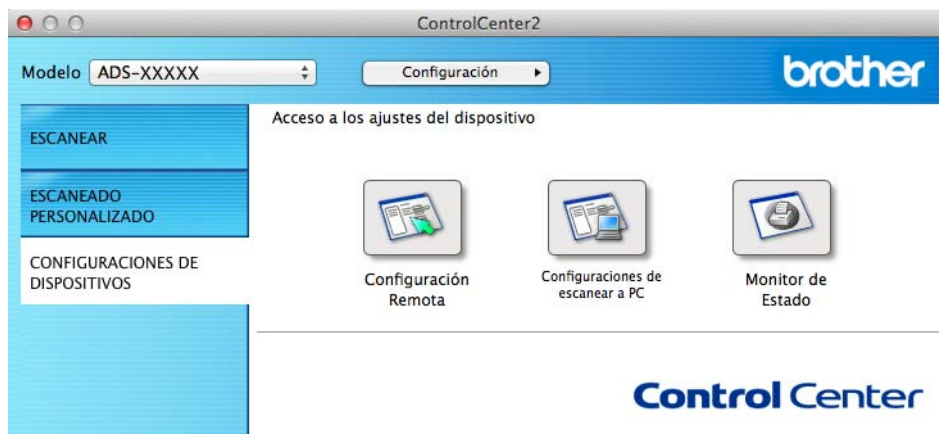 ControlCenter2
Modelo ADS-XXXXX Configuración brother
ESCANEAR
ESCANEADO
PERSONALIZADO
CONFIGURACIONES DE
DISPOSITIVOS
Acceso a los ajustes del dispositivo
Configuración
Remota
Configuraciones de
escanear a PC
Monitor de
Estado
Control Center